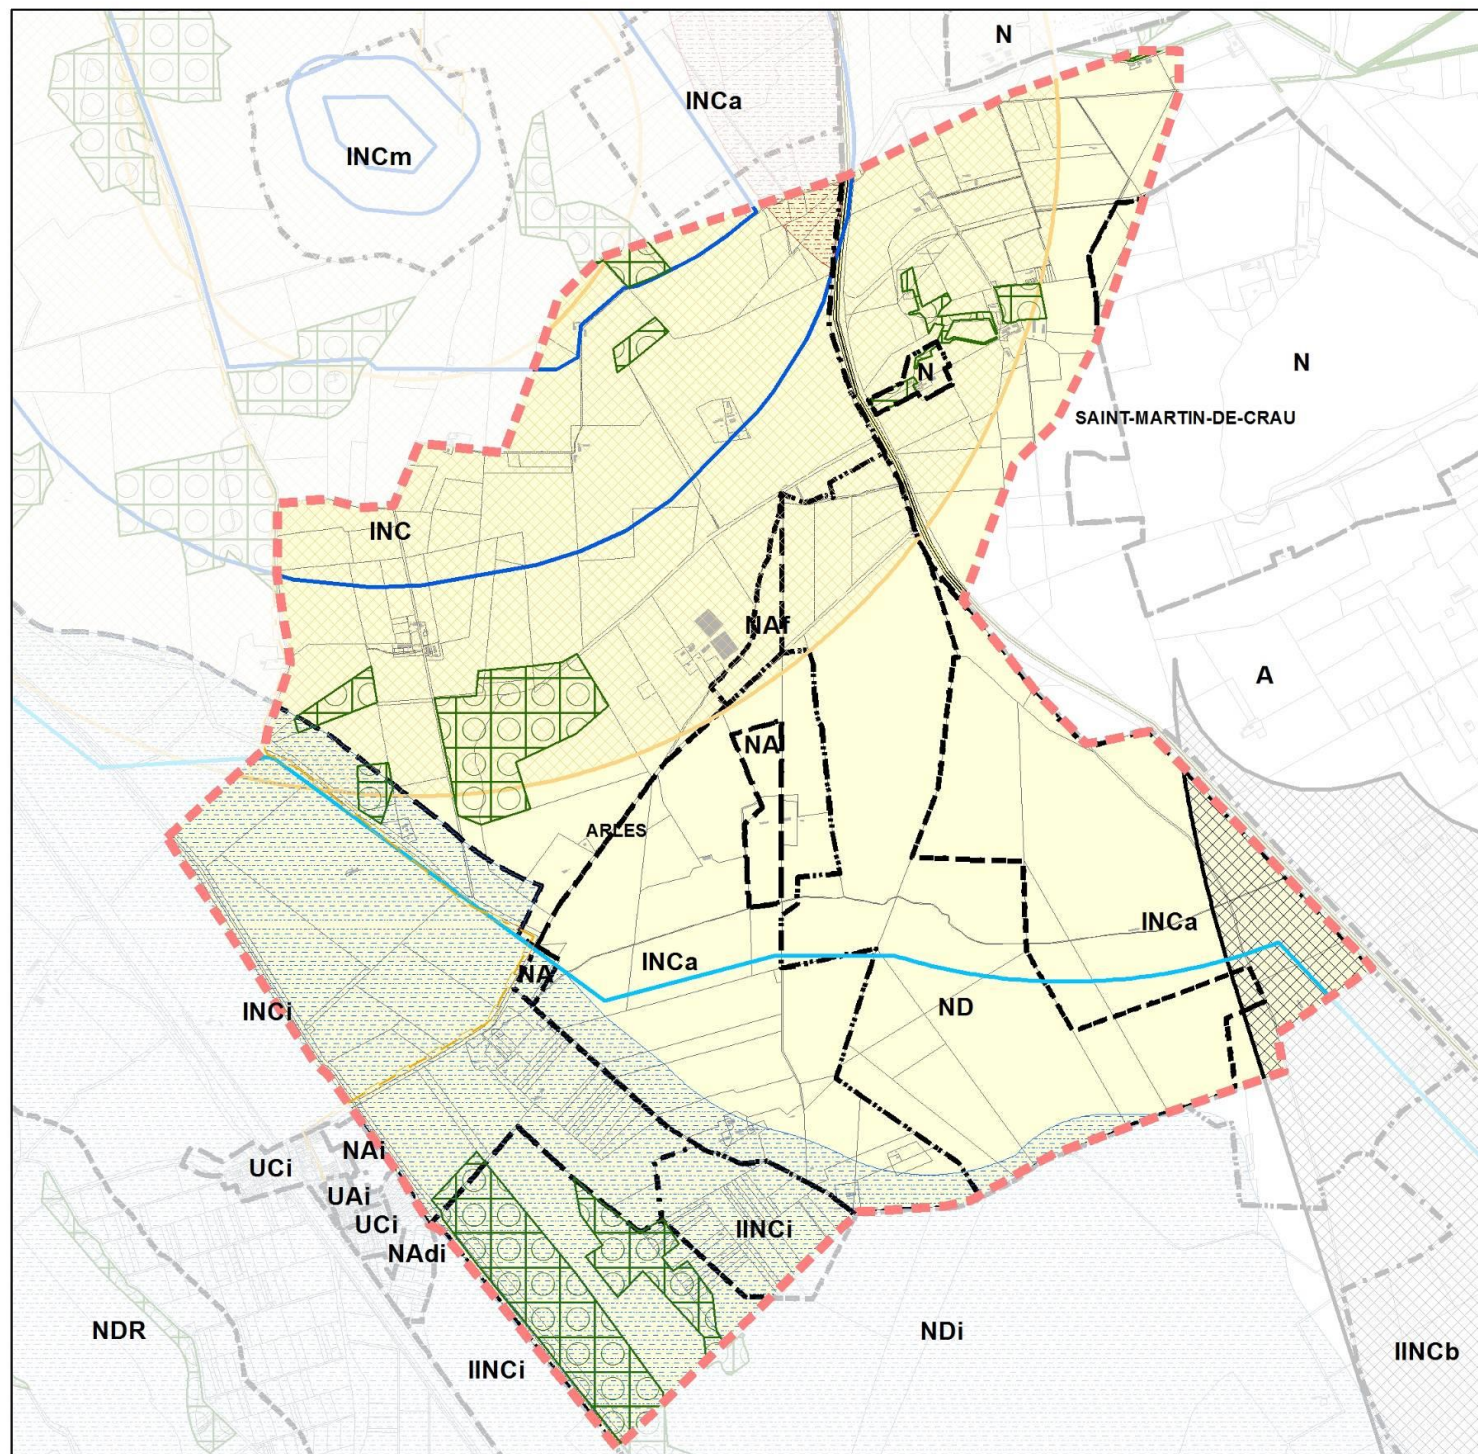 N
INCa
INCm
N
N
SAINT-MARTIN-DE-CRAU
INC
NAf
A
NA
ARLES
INCa
INCa
NA
ND
INCi
NAi
UCi
UAi
UCi
IINCi
NAdi
NDR
NDi
IINCi
IINCb